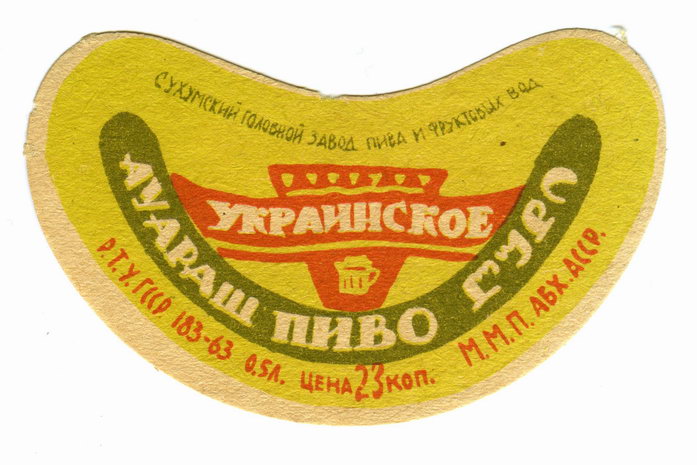 СУХУМСКИЙ ГОЛОВНОЙ ЗАВОД ПИВА И ФРУКТОВЫХ ВОД
УКРАИНСКОЕ
АУАРАШ ПИВО ლუდი
Р.Т.У. ГССР 183-63 0.5Л. ЦЕНА 23 КОП. М.М.П. АБХ.АССР.